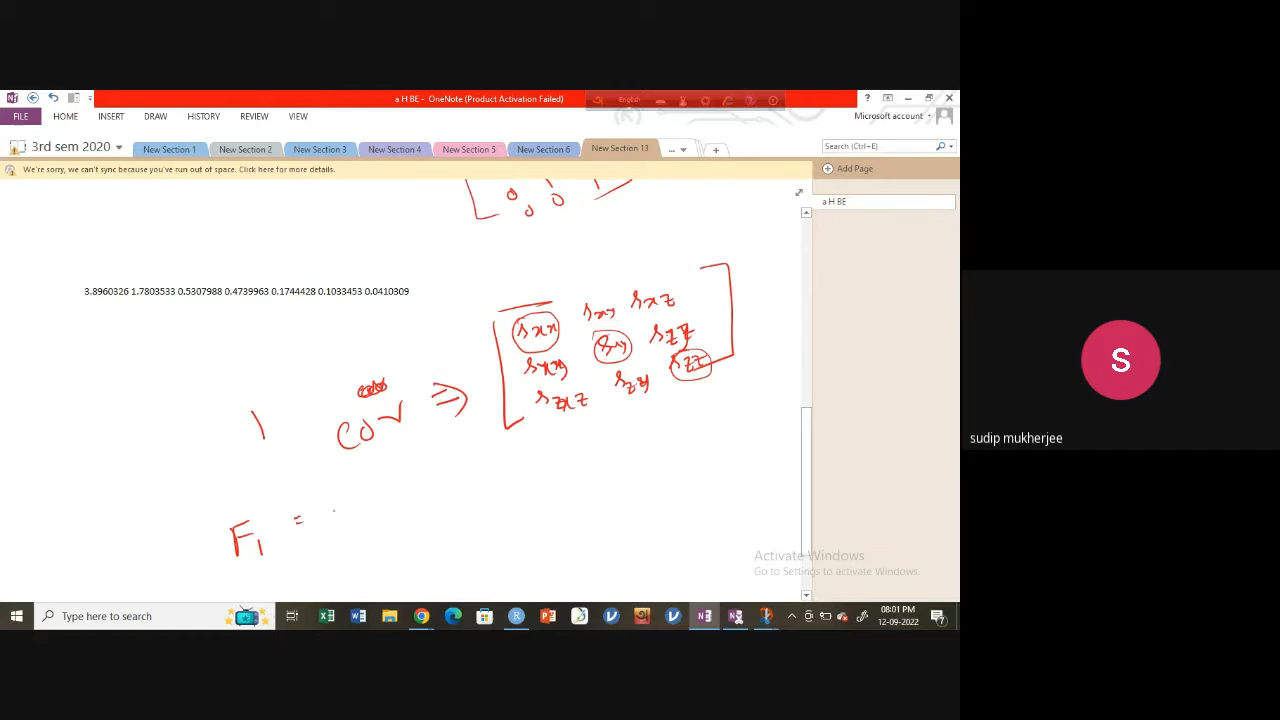 a H BE - OneNote (Product Activation Failed)
English
FILE HOME INSERT DRAW HISTORY REVIEW VIEW
Microsoft account
3rd sem 2020
New Section 1 New Section 2 New Section 3 New Section 4 New Section 5 New Section 6 New Section 13 ...
Search (Ctrl+E)
We're sorry, we can't sync because you've run out of space. Click here for more details.
Add Page
a H BE
3.8960326 1.7803533 0.5307988 0.4739963 0.1744428 0.1033453 0.0410309
sxx sxy sxz
COV ⇒
F1 =
S
sudip mukherjee
Activate Windows
Go to Settings to activate Windows.
Type here to search
08:01 PM
12-09-2022
7